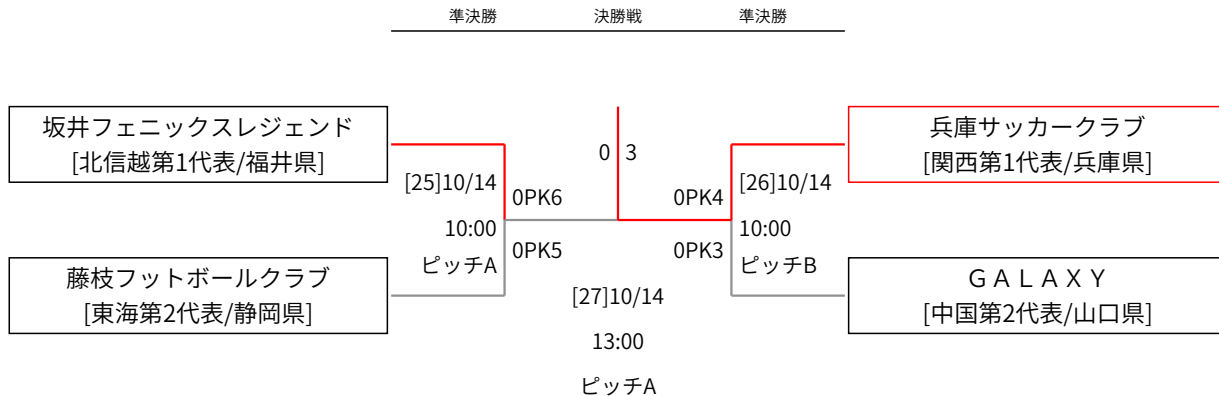 準決勝 決勝戦 準決勝
坂井フェニックスレジェンド
[北信越第1代表/福井県]
兵庫サッカークラブ
[関西第1代表/兵庫県]
0 3
[25]10/14
0PK6
0PK4
[26]10/14
10:00
0PK5
0PK3
10:00
ピッチA
ピッチB
藤枝フットボールクラブ
[東海第2代表/静岡県]
ＧＡＬＡＸＹ
[中国第2代表/山口県]
[27]10/14
13:00
ピッチA